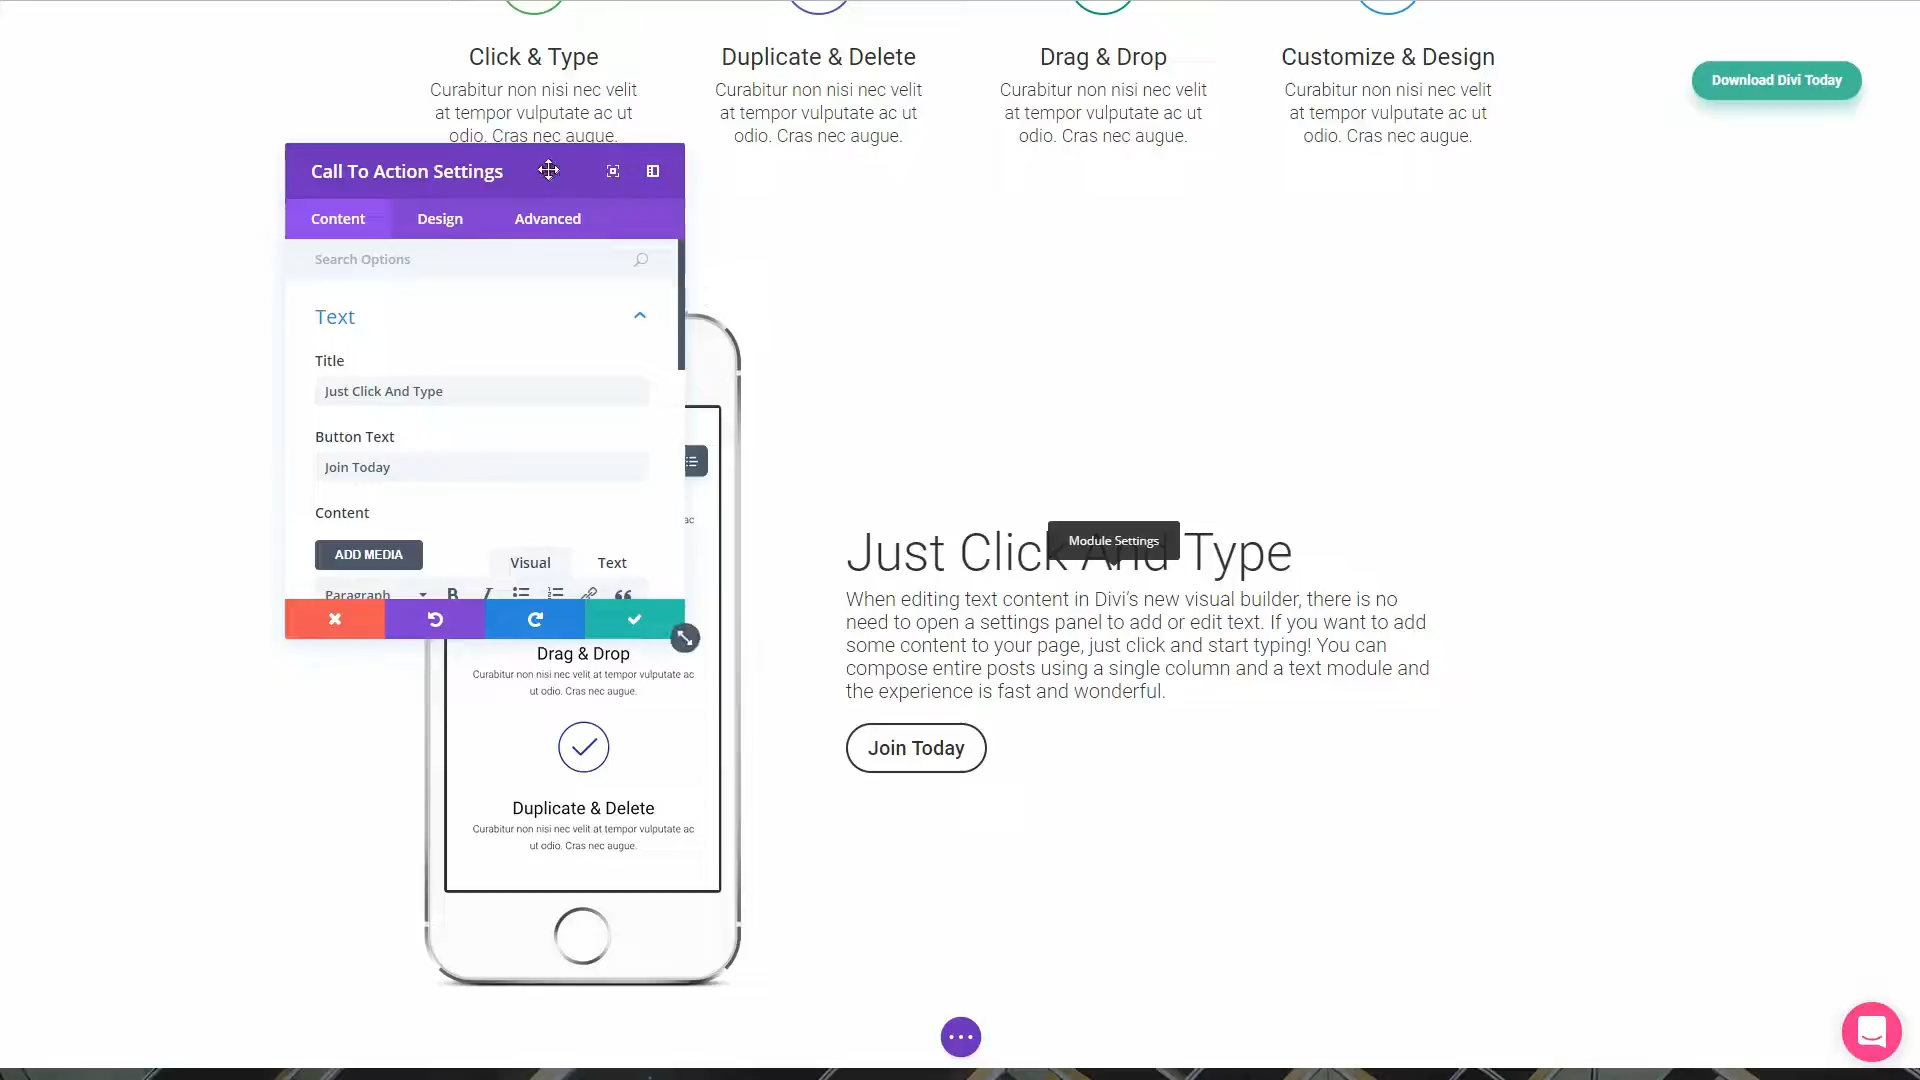 Click & Type
Duplicate & Delete
Drag & Drop
Customize & Design
Curabitur non nisi nec velit
at tempor vulputate ac ut
odio. Cras nec augue.
Curabitur non nisi nec velit
at tempor vulputate ac ut
odio. Cras nec augue.
Curabitur non nisi nec velit
at tempor vulputate ac ut
odio. Cras nec augue.
Curabitur non nisi nec velit
at tempor vulputate ac ut
odio. Cras nec augue.
Download Divi Today
Call To Action Settings
Content
Design
Advanced
Search Options
Text
Title
Just Click And Type
Button Text
Join Today
Content
ADD MEDIA
Visual
Text
Paragraph
B
I
ac
Drag & Drop
Curabitur non nisi nec velit at tempor vulputate ac
ut odio. Cras nec augue.
Duplicate & Delete
Curabitur non nisi nec velit at tempor vulputate ac
ut odio. Cras nec augue.
Module Settings
Just Click And Type
When editing text content in Divi's new visual builder, there is no
need to open a settings panel to add or edit text. If you want to add
some content to your page, just click and start typing! You can
compose entire posts using a single column and a text module and
the experience is fast and wonderful.
Join Today